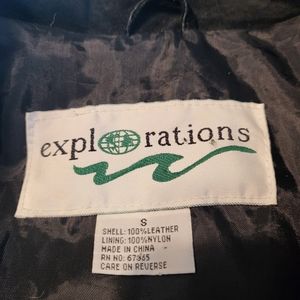 explorations
S
SHELL: 100%LEATHER
LINING: 100%NYLON
MADE IN CHINA
RN NO: 67365
CARE ON REVERSE